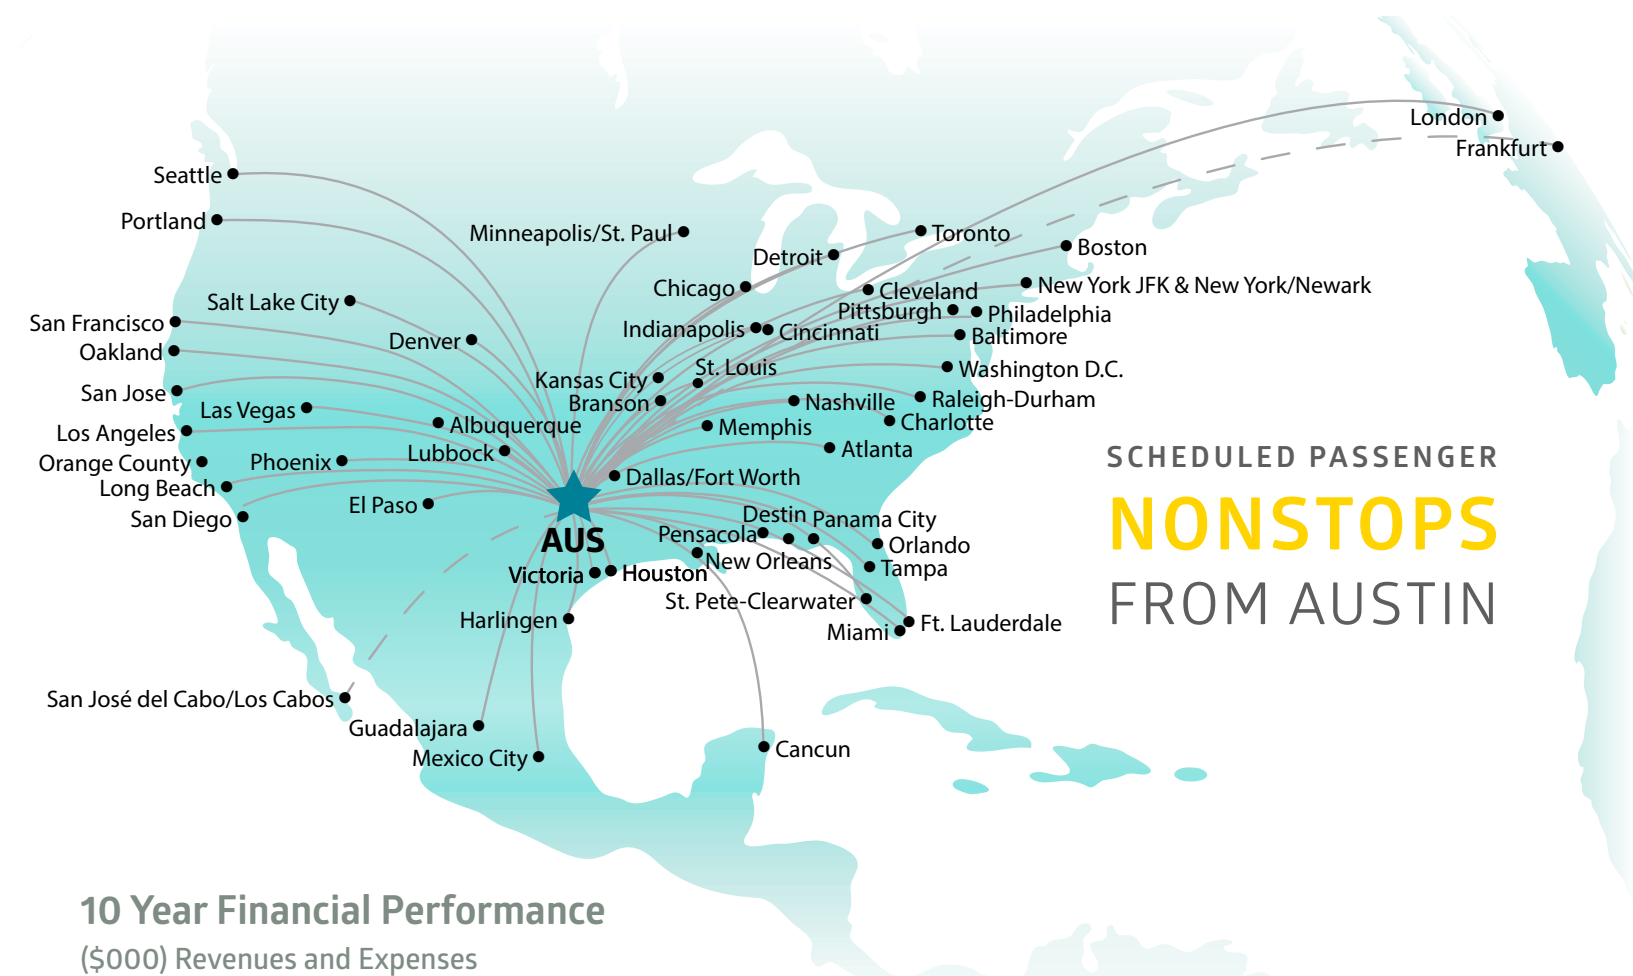 London
Frankfurt
Seattle
Portland
Minneapolis/St. Paul
Toronto
Boston
Detroit
Chicago
Cleveland
New York JFK & New York/Newark
Salt Lake City
Pittsburgh
Philadelphia
San Francisco
Denver
Indianapolis
Cincinnati
Baltimore
Oakland
St. Louis
Washington D.C.
Kansas City
San Jose
Branson
Nashville
Raleigh-Durham
Las Vegas
Albuquerque
Memphis
Charlotte
Los Angeles
Lubbock
Atlanta
Orange County
Phoenix
Dallas/Fort Worth
Long Beach
El Paso
San Diego
AUS
Destin
Panama City
Pensacola
Orlando
New Orleans
Tampa
Victoria
Houston
St. Pete-Clearwater
Harlingen
Miami
Ft. Lauderdale
San José del Cabo/Los Cabos
Guadalajara
Mexico City
Cancun
SCHEDULED PASSENGER
NONSTOPS
FROM AUSTIN
10 Year Financial Performance
($000) Revenues and Expenses